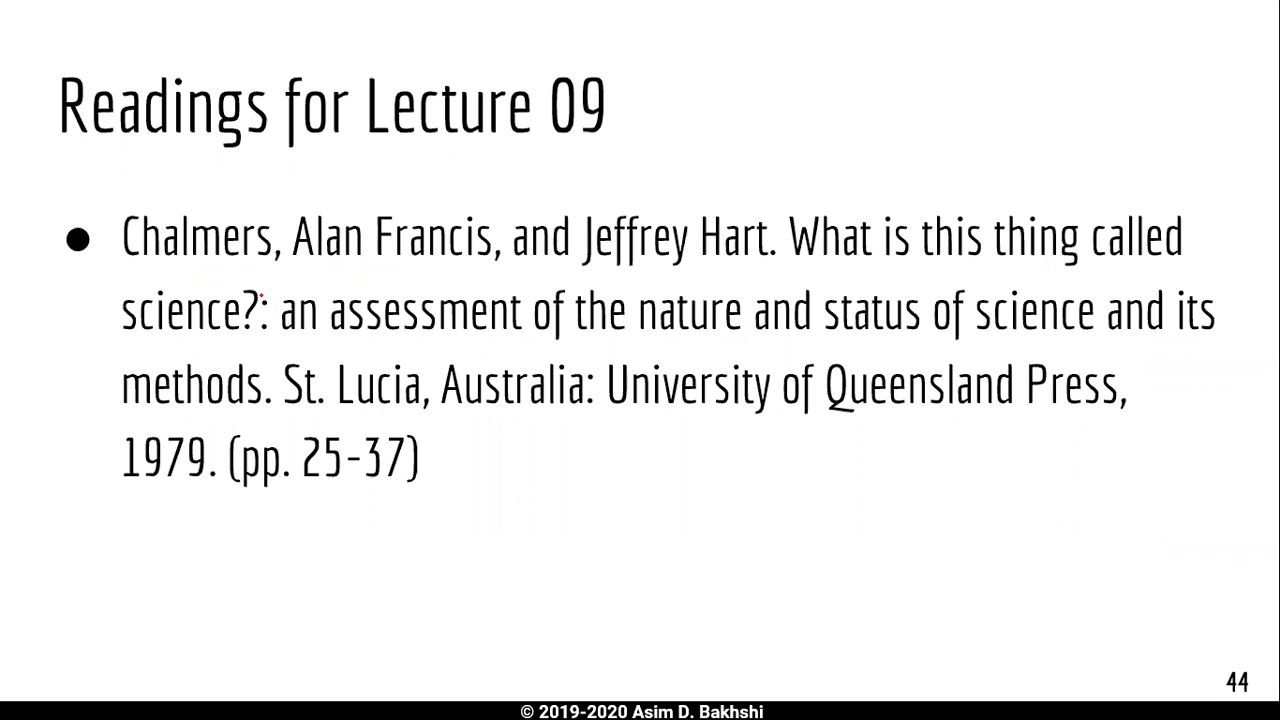 Readings for Lecture 09
● Chalmers, Alan Francis, and Jeffrey Hart. What is this thing called
science?: an assessment of the nature and status of science and its
methods. St. Lucia, Australia: University of Queensland Press,
1979. (pp. 25-37)
44
© 2019-2020 Asim D. Bakhshi